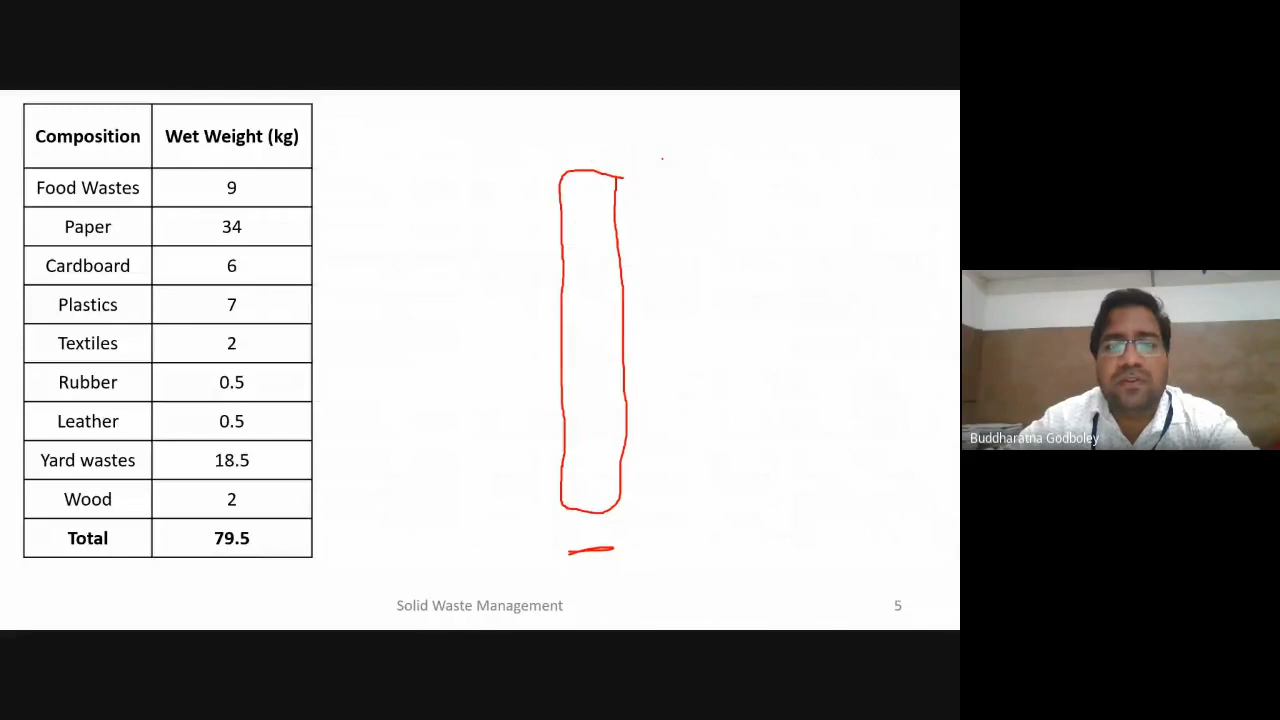 Composition Wet Weight (kg)
Food Wastes 9
Paper 34
Cardboard 6
Plastics 7
Textiles 2
Rubber 0.5
Leather 0.5
Yard wastes 18.5
Wood 2
Total 79.5
Solid Waste Management 5
Buddharatna Godboley